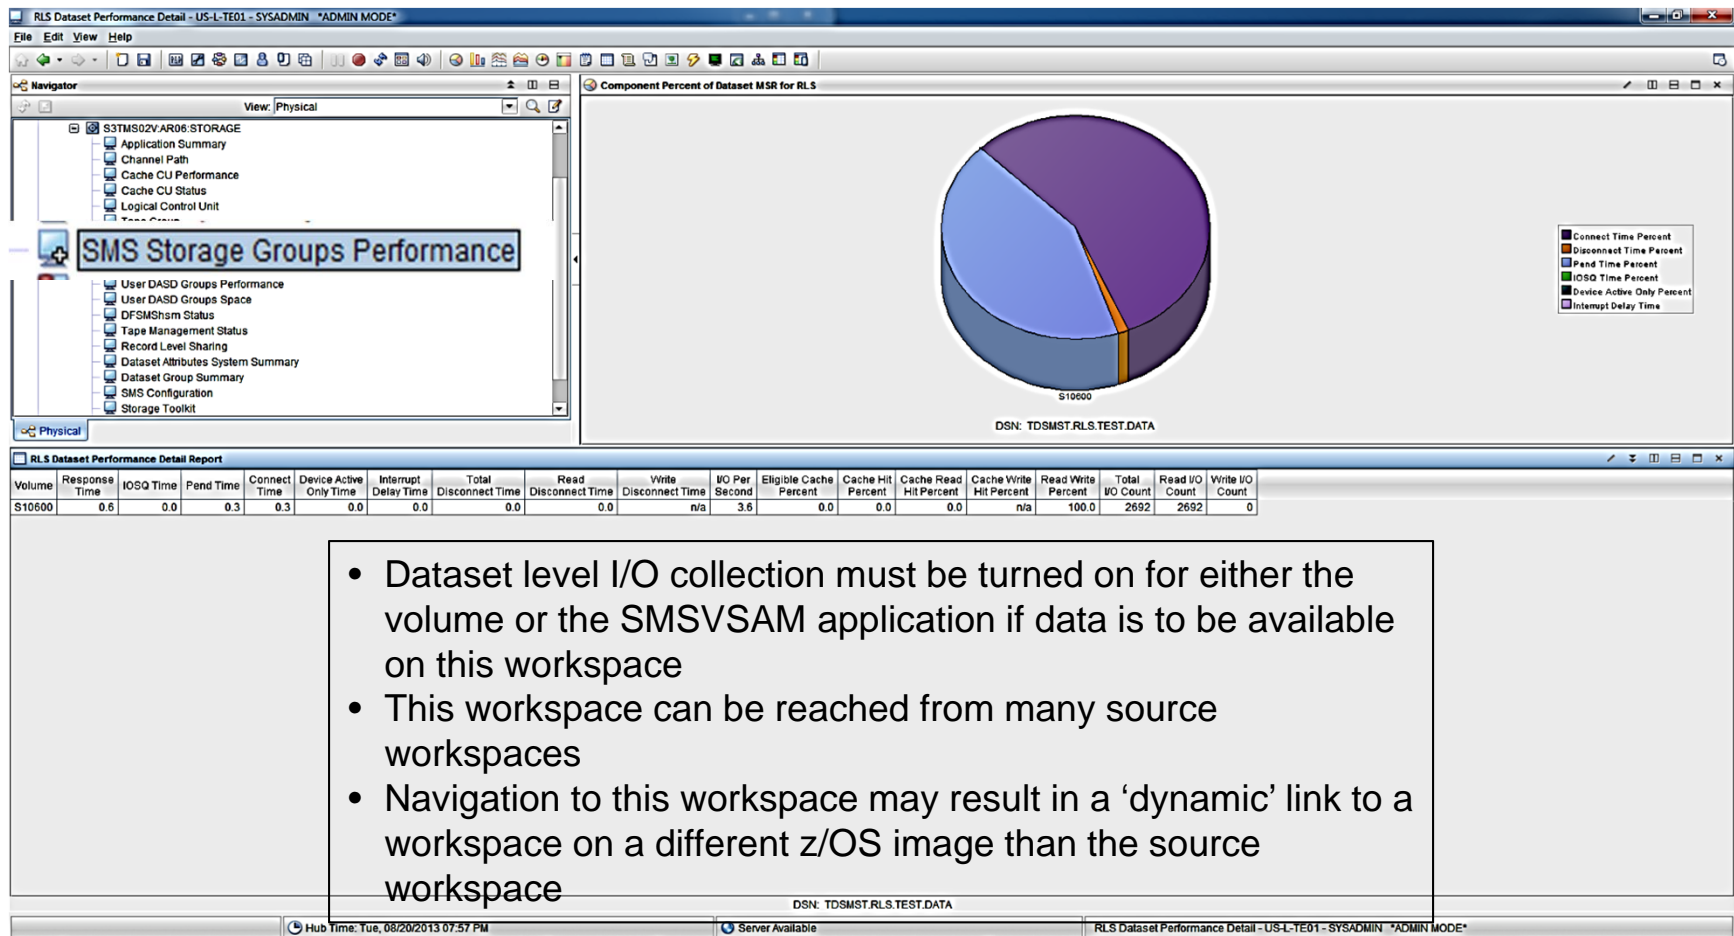 RLS Dataset Performance Detail - US-L-TE01 - SYSADMIN *ADMIN MODE*
File Edit View Help
Navigator
View: Physical
S3TMS02V:AR06:STORAGE
Application Summary
Channel Path
Cache CU Performance
Cache CU Status
Logical Control Unit
Tape Group
SMS Storage Groups Performance
User DASD Groups Performance
User DASD Groups Space
DFSMShsm Status
Tape Management Status
Record Level Sharing
Dataset Attributes System Summary
Dataset Group Summary
SMS Configuration
Storage Toolkit
Physical
Component Percent of Dataset MSR for RLS
S10600
DSN: TDSMST.RLS.TEST.DATA
Connect Time Percent
Disconnect Time Percent
Pend Time Percent
IOSQ Time Percent
Device Active Only Percent
Interrupt Delay Time
RLS Dataset Performance Detail Report
Volume Response Time IOSQ Time Pend Time Connect Time Device Active Only Time Interrupt Delay Time Total Disconnect Time Read Disconnect Time Write Disconnect Time I/O Per Second Eligible Cache Percent Cache Hit Percent Cache Read Hit Percent Cache Write Hit Percent Read Write Percent Total I/O Count Read I/O Count Write I/O Count
S10600 0.6 0.0 0.3 0.3 0.0 0.0 0.0 0.0 n/a 3.6 0.0 0.0 0.0 n/a 100.0 2692 2692 0
• Dataset level I/O collection must be turned on for either the
volume or the SMSVSAM application if data is to be available
on this workspace
• This workspace can be reached from many source
workspaces
• Navigation to this workspace may result in a ‘dynamic’ link to a
workspace on a different z/OS image than the source
workspace
DSN: TDSMST.RLS.TEST.DATA
Hub Time: Tue, 08/20/2013 07:57 PM
Server Available
RLS Dataset Performance Detail - US-L-TE01 - SYSADMIN *ADMIN MODE*